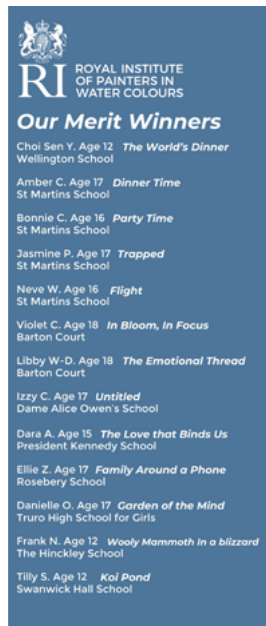 RI ROYAL INSTITUTE
OF PAINTERS IN
WATER COLOURS
Our Merit Winners
Choi Sen Y. Age 12 The World's Dinner
Wellington School
Amber C. Age 17 Dinner Time
St Martins School
Bonnie C. Age 16 Party Time
St Martins School
Jasmine P. Age 17 Trapped
St Martins School
Neve W. Age 16 Flight
St Martins School
Violet C. Age 18 In Bloom, In Focus
Barton Court
Libby W-D. Age 18 The Emotional Thread
Barton Court
Izzy C. Age 17 Untitled
Dame Alice Owen's School
Dara A. Age 15 The Love that Binds Us
President Kennedy School
Ellie Z. Age 17 Family Around a Phone
Rosebery School
Danielle O. Age 17 Garden of the Mind
Truro High School for Girls
Frank N. Age 12 Wooly Mammoth In a blizzard
The Hinckley School
Tilly S. Age 12 Koi Pond
Swanwick Hall School